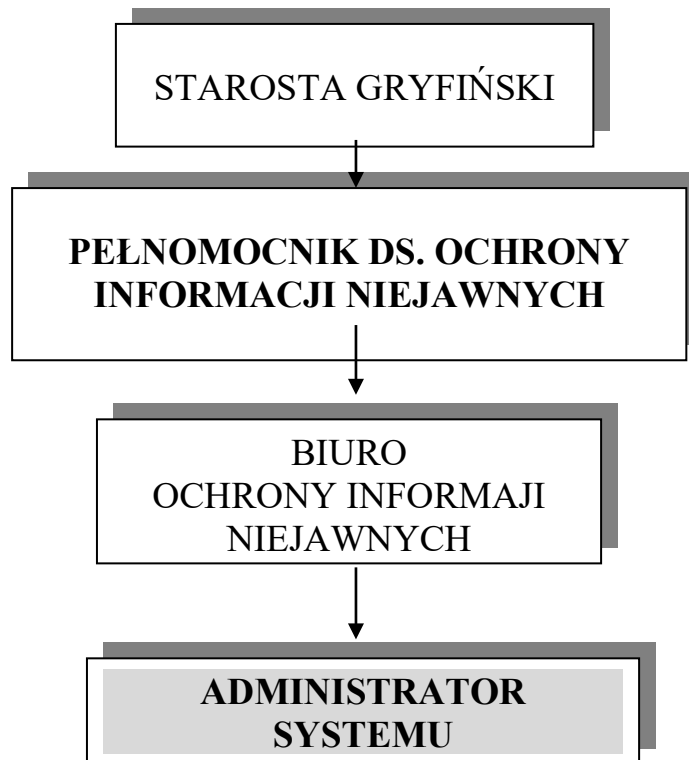 STAROSTA GRYFIŃSKI
PEŁNOMOCNIK DS. OCHRONY
INFORMACJI NIEJAWNYCH
BIURO
OCHRONY INFORMAJI
NIEJAWNYCH
ADMINISTRATOR
SYSTEMU